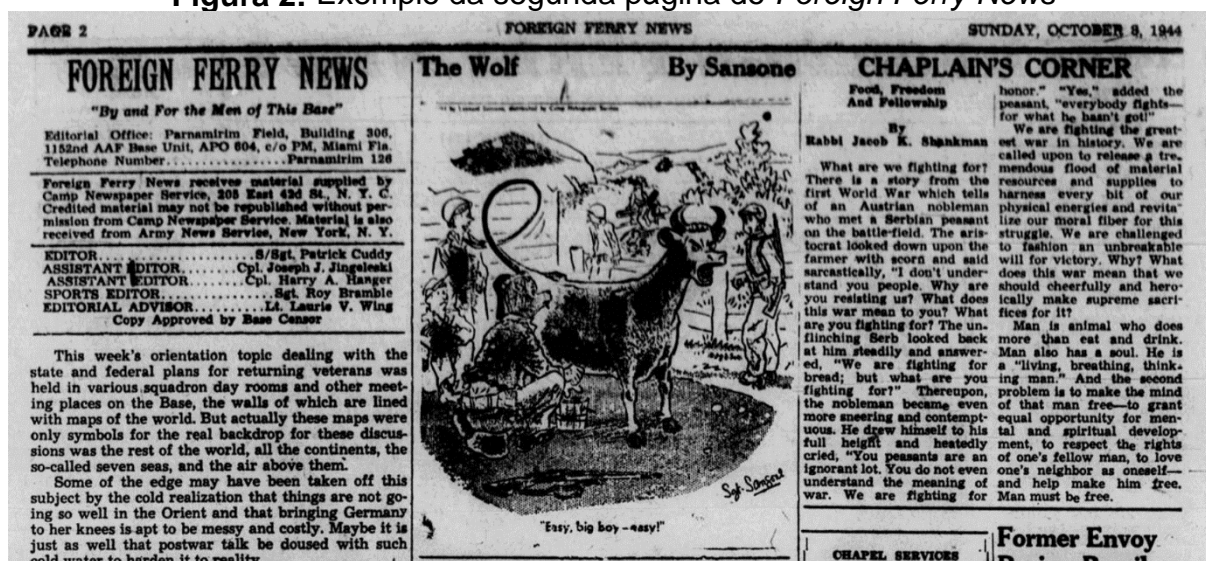 Figura 2: Exemplo da segunda página do Foreign Ferry News
PAGE 2
FOREIGN FERRY NEWS
SUNDAY, OCTOBER 8, 1944
FOREIGN FERRY NEWS
"By and For the Men of This Base"
Editorial Office: Parnamirim Field, Building 306,
1152nd AAF Base Unit, APO 604, c/o PM, Miami Fla.
Telephone Number...............Parnamirim 126
Foreign Ferry News receives material supplied by
Camp Newspaper Service, 205 East 42d St., N. Y. C.
Credited material may not be republished without per-
mission from Camp Newspaper Service. Material is also
received from Army News Service, New York, N. Y.
EDITOR....................S/Sgt. Patrick Cuddy
ASSISTANT EDITOR.......Cpl. Joseph J. Jingeleski
ASSISTANT EDITOR........Cpl. Harry A. Hanger
SPORTS EDITOR..............Sgt. Roy Bramble
EDITORIAL ADVISOR..........Lt. Laurie V. Wing
Copy Approved by Base Censor
This week's orientation topic dealing with the
state and federal plans for returning veterans was
held in various squadron day rooms and other meet-
ing places on the Base, the walls of which are lined
with maps of the world. But actually these maps were
only symbols for the real backdrop for these discus-
sions was the rest of the world, all the continents, the
so-called seven seas, and the air above them.
Some of the edge may have been taken off this
subject by the cold realization that things are not go-
ing so well in the Orient and that bringing Germany
to her knees is apt to be messy and costly. Maybe it is
just as well that postwar talk be doused with such
cold water to harden it to reality.
The Wolf By Sansone
Sgt. Sansone
"Easy, big boy – easy!"
CHAPLAIN'S CORNER
Food, Freedom
And Fellowship
By
Rabbi Jacob K. Shankman
What are we fighting for?
There is a story from the
first World War which tells
of an Austrian nobleman
who met a Serbian peasant
on the battle-field. The aris-
tocrat looked down upon the
farmer with scorn and said
sarcastically, "I don't under-
stand you people. Why are
you resisting us? What does
this war mean to you? What
are you fighting for? The un-
flinching Serb looked back
at him steadily and answer-
ed, "We are fighting for
bread; but what are you
fighting for?" Thereupon,
the nobleman became even
more sneering and contempt-
uous. He drew himself to his
full height and heatedly
cried, "You peasants are an
ignorant lot. You do not even
understand the meaning of
war. We are fighting for
honor." "Yes," added the
peasant, "everybody fights—
for what he hasn't got!"
We are fighting the great-
est war in history. We are
called upon to release a tre-
mendous flood of material
resources and supplies to
harness every bit of our
physical energies and revita-
lize our moral fiber for this
struggle. We are challenged
to fashion an unbreakable
will for victory. Why? What
does this war mean that we
should cheerfully and hero-
ically make supreme sacri-
fices for it?
Man is animal who does
more than eat and drink.
Man also has a soul. He is
a "living, breathing, think-
ing man." And the second
problem is to make the mind
of that man free—to grant
equal opportunity for men-
tal and spiritual develop-
ment, to respect the rights
of one's fellow man, to love
one's neighbor as oneself—
and help make him free.
Man must be free.
CHAPEL SERVICES
Former Envoy